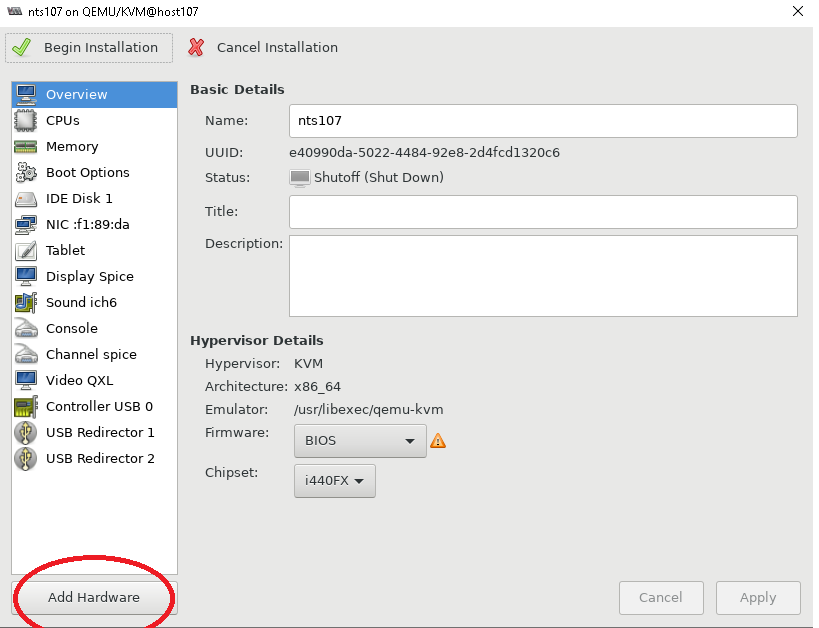 nts107 on QEMU/KVM@host107
Begin Installation
Cancel Installation
Overview
CPUs
Memory
Boot Options
IDE Disk 1
NIC :f1:89:da
Tablet
Display Spice
Sound ich6
Console
Channel spice
Video QXL
Controller USB 0
USB Redirector 1
USB Redirector 2
Add Hardware
Basic Details
Name: nts107
UUID: e40990da-5022-4484-92e8-2d4fcd1320c6
Status: Shutoff (Shut Down)
Title:
Description:
Hypervisor Details
Hypervisor: KVM
Architecture: x86_64
Emulator: /usr/libexec/qemu-kvm
Firmware: BIOS
Chipset: i440FX
Cancel
Apply